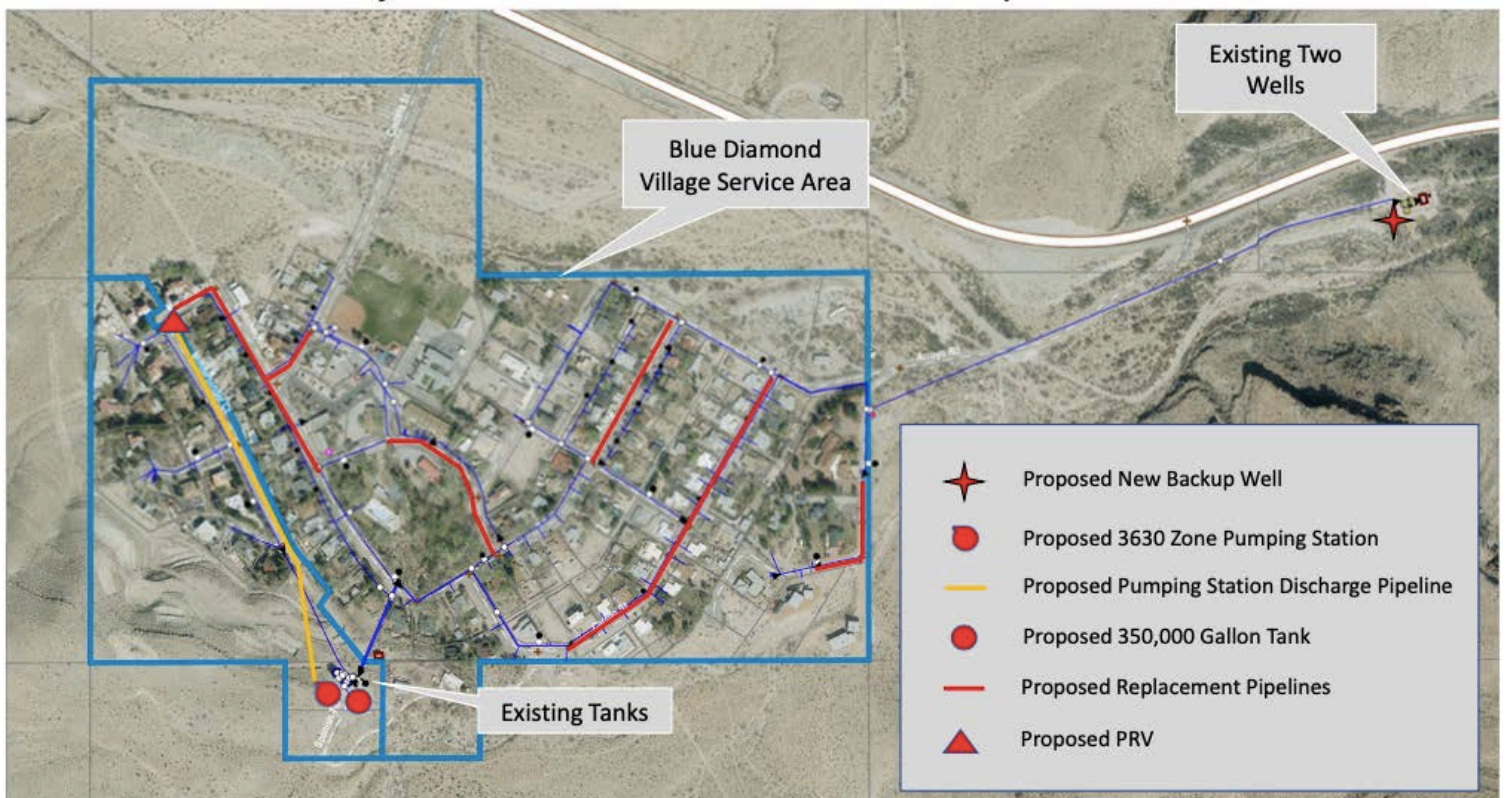 Existing Two
Wells
Blue Diamond
Village Service Area
Proposed New Backup Well
Proposed 3630 Zone Pumping Station
Proposed Pumping Station Discharge Pipeline
Proposed 350,000 Gallon Tank
Proposed Replacement Pipelines
Proposed PRV
Existing Tanks